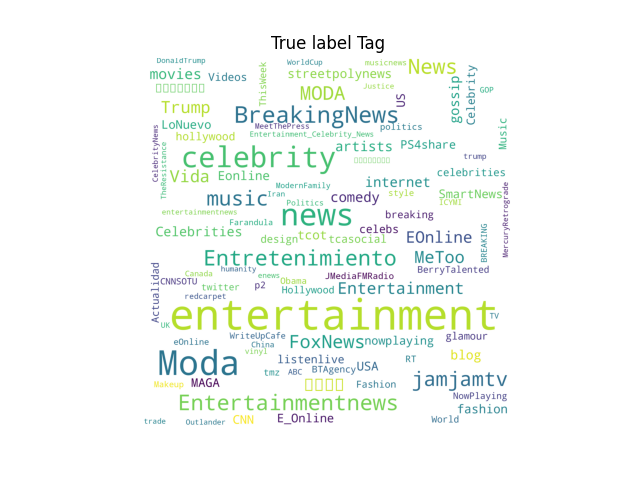 True label Tag
DonaldTrump
WorldCup
musicnews
News
movies
Videos
ThisWeek
streetpolynews
gossip
Celebrity
GOP
Justice
MODA
US
Trump
BreakingNews
LoNuevo
MeetThePress
politics
Music
CelebrityNews
hollywood
Entertainment_Celebrity_News
artists
PS4share
TheResistance
celebrity
trump
Vida
Eonline
internet
celebrities
ModernFamily
music
Iran
comedy
style
SmartNews
ICYMI
MercuryRetrograde
Politics
entertainmentnews
news
breaking
Farandula
Celebrities
design
tcot
tcasocial
celebs
EOnline
BREAKING
Entretenimiento
MeToo
Actualidad
Canada
humanity
enews
Obama
JMediaFMRadio
BerryTalented
CNNSOTU
twitter
p2
Hollywood
Entertainment
redcarpet
entertainment
TV
UK
WriteUpCafe
eOnline
China
FoxNews
nowplaying
glamour
vinyl
Moda
listenlive
RT
blog
tmz
ABC
BTAgency
USA
jamjamtv
Makeup
MAGA
Fashion
NowPlaying
Entertainmentnews
fashion
trade
Outlander
CNN
E_Online
World